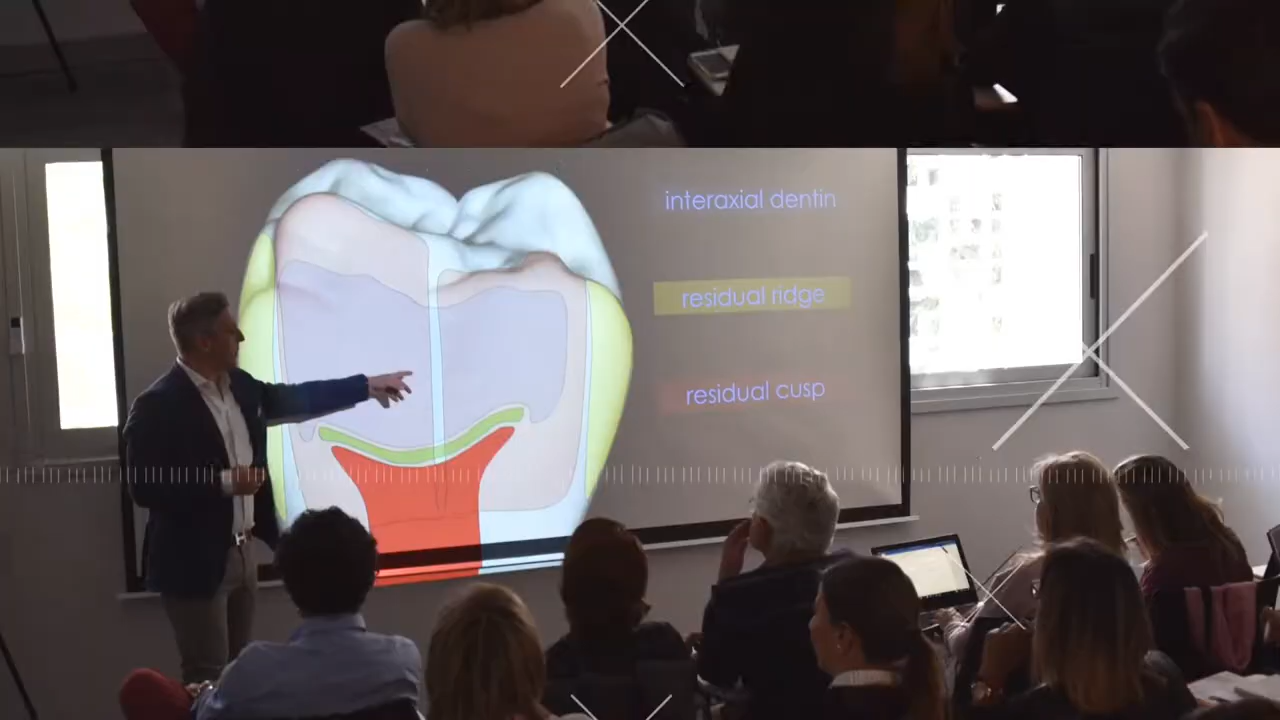 interaxial dentin
residual ridge
residual cusp